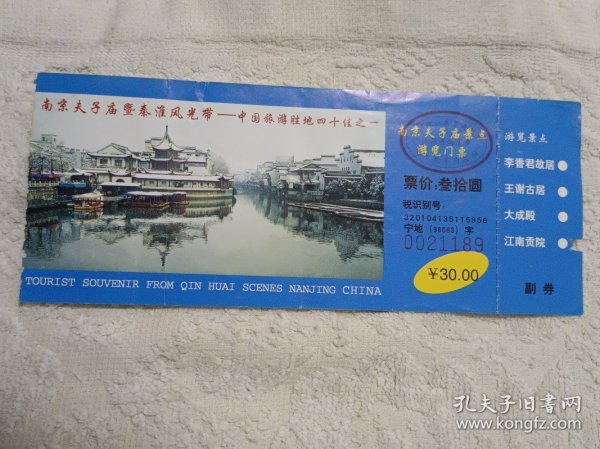 南京夫子庙暨秦淮风光带——中国旅游胜地四十佳之一
TOURIST SOUVENIR FROM QIN HUAI SCENES NANJING CHINA
南京夫子庙景点
游览门票
票价:叁拾圆
税识别号:
320104135115856
宁地(98063)字
0021189
¥30.00
游览景点
李香君故居
王谢古居
大成殿
江南贡院
副券
孔夫子旧书网
www.kongfz.com